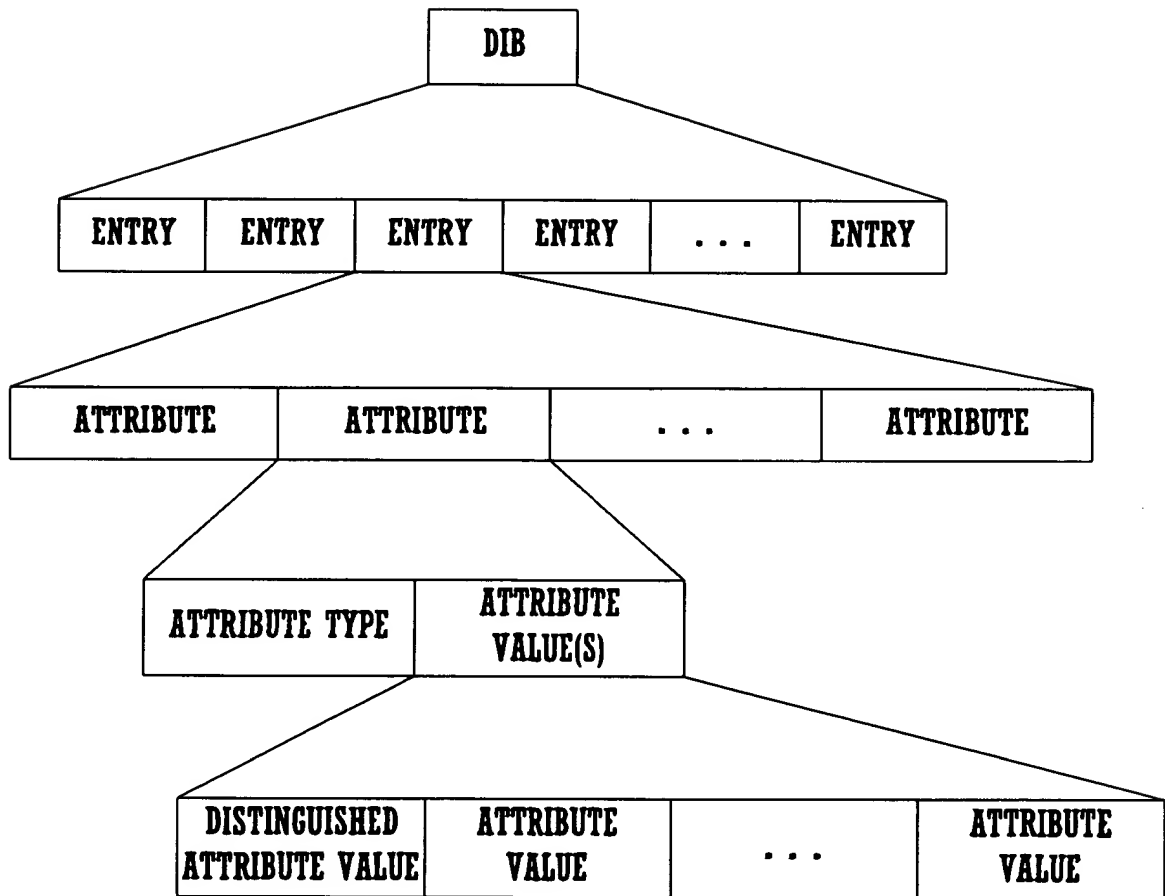 DIB
ENTRY ENTRY ENTRY ENTRY ... ENTRY
ATTRIBUTE ATTRIBUTE ... ATTRIBUTE
ATTRIBUTE TYPE
ATTRIBUTE
VALUE(S)
DISTINGUISHED
ATTRIBUTE VALUE
ATTRIBUTE
VALUE
...
ATTRIBUTE
VALUE